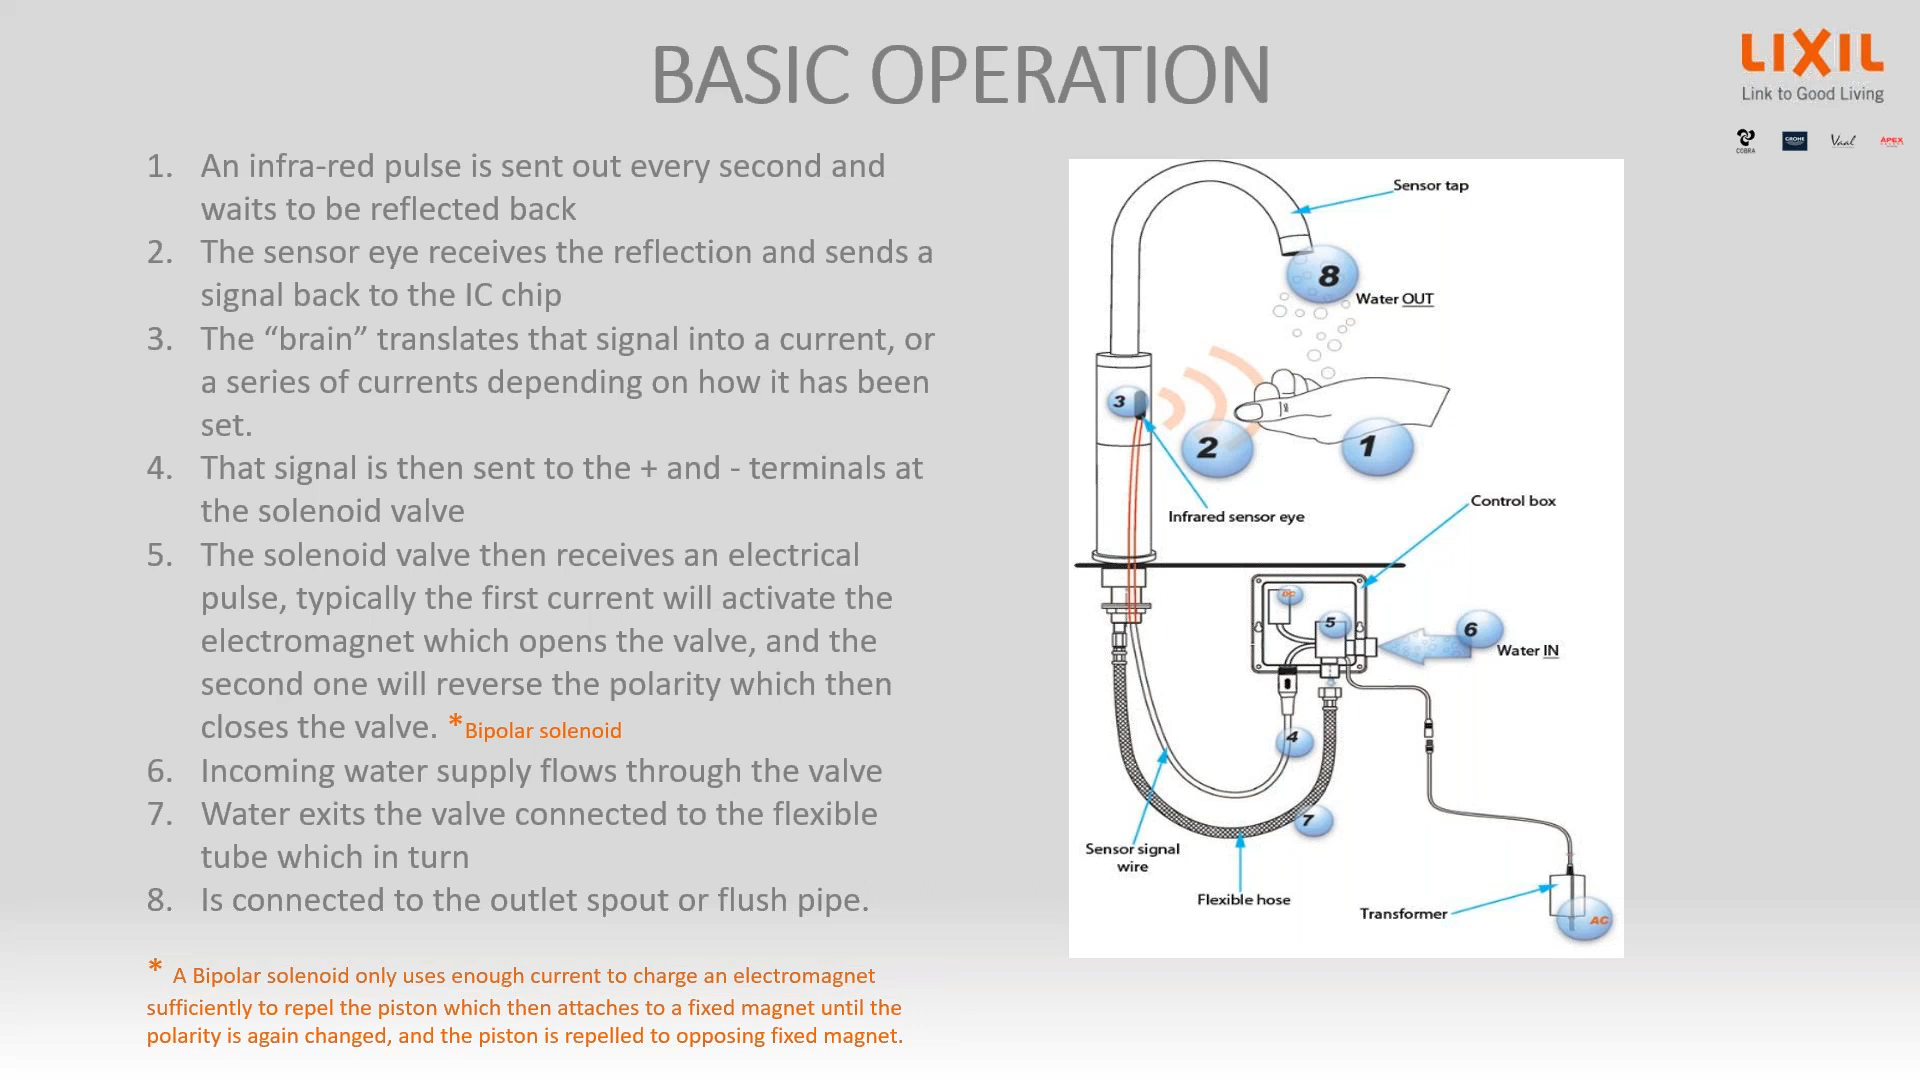 BASIC OPERATION
LIXIL
Link to Good Living
COBRA
GROHE
Vaal
APEX
1. An infra-red pulse is sent out every second and
waits to be reflected back
2. The sensor eye receives the reflection and sends a
signal back to the IC chip
3. The “brain” translates that signal into a current, or
a series of currents depending on how it has been
set.
4. That signal is then sent to the + and - terminals at
the solenoid valve
5. The solenoid valve then receives an electrical
pulse, typically the first current will activate the
electromagnet which opens the valve, and the
second one will reverse the polarity which then
closes the valve. *Bipolar solenoid
6. Incoming water supply flows through the valve
7. Water exits the valve connected to the flexible
tube which in turn
8. Is connected to the outlet spout or flush pipe.
* A Bipolar solenoid only uses enough current to charge an electromagnet
sufficiently to repel the piston which then attaches to a fixed magnet until the
polarity is again changed, and the piston is repelled to opposing fixed magnet.
Sensor tap
8
Water OUT
3
2
1
Infrared sensor eye
Control box
DC
5
6
Water IN
4
7
Sensor signal
wire
Flexible hose
Transformer
AC